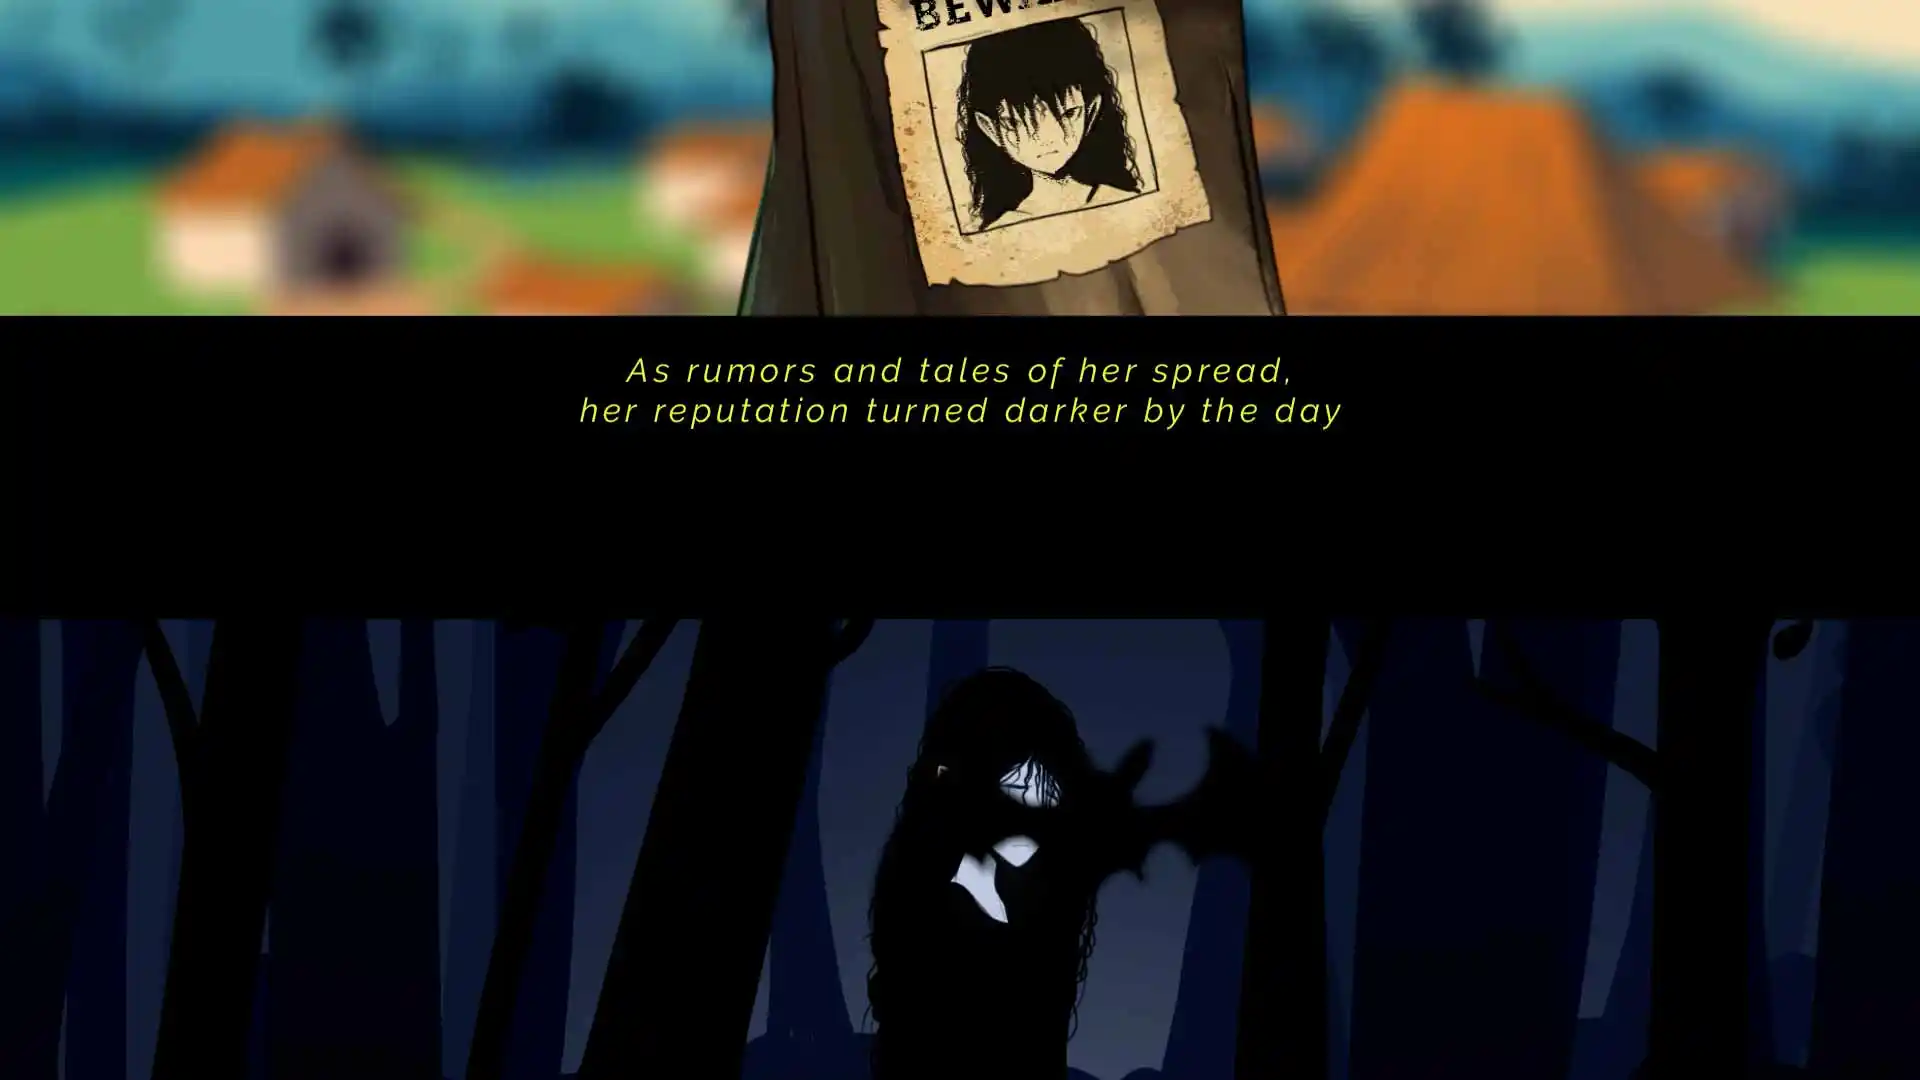 As rumors and tales of her spread,
her reputation turned darker by the day